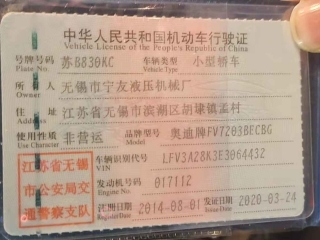 中华人民共和国机动车行驶证
Vehicle License of the People's Republic of China
号牌号码 苏8830KC 车辆类型 小型轿车
Plate No. Vehicle Type
所有人 无锡市宁友液压机械厂
Owner
住址 江苏省无锡市滨湖区胡埭镇孟村
Address
使用性质 非营运 品牌型号 奥迪牌FV7203BECBG
Use Character Model
江苏省无锡 车辆识别代号 LFV3A28K3E3064432
VIN
市公安局交 发动机号码 017112
Engine No.
通警察支队 注册日期 2014-08-01 发证日期 2020-03-24
Register Date Issue Date